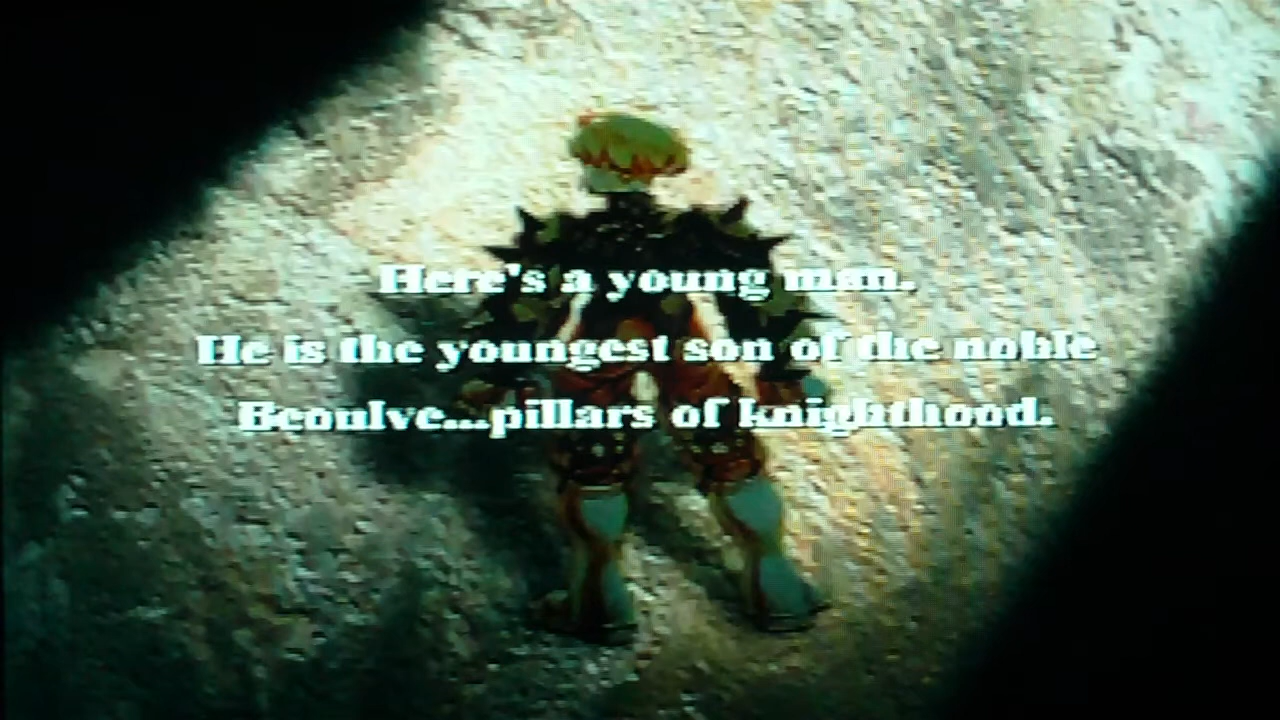 Here's a young man.
He is the youngest son of the noble
Beoulve...pillars of knighthood.